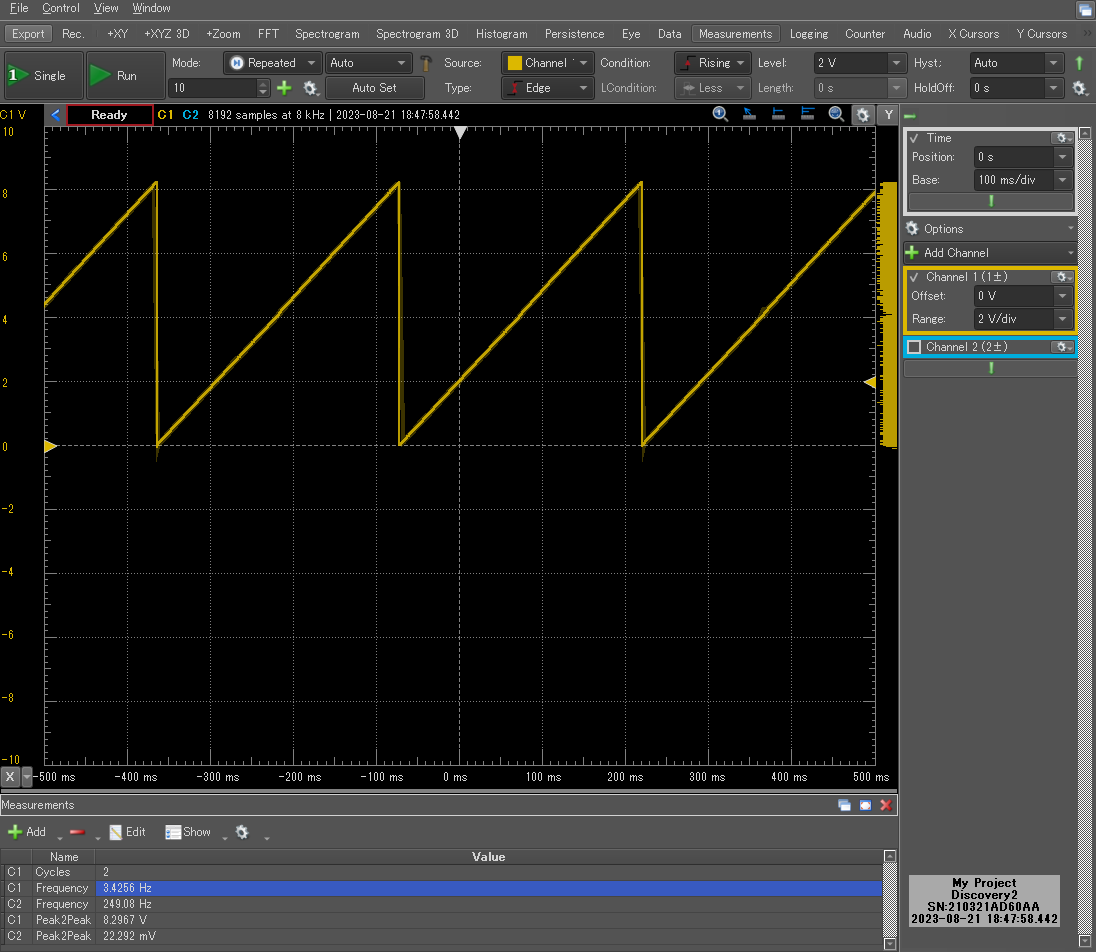 File Control View Window
Export Rec. +XY +XYZ 3D +Zoom FFT Spectrogram Spectrogram 3D Histogram Persistence Eye Data Measurements Logging Counter Audio X Cursors Y Cursors
1 Single Run Mode: Repeated Auto Source: Channel Condition: Rising Level: 2 V Hyst.: Auto
10 Auto Set Type: Edge LCondition: Less Length: 0 s HoldOff: 0 s
C1 V Ready C1 C2 8192 samples at 8 kHz | 2023-08-21 18:47:58.442 Y
10
8
6
4
2
0
-2
-4
-6
-8
-10
X -500 ms -400 ms -300 ms -200 ms -100 ms 0 ms 100 ms 200 ms 300 ms 400 ms 500 ms
Time
Position: 0 s
Base: 100 ms/div
Options
Add Channel
Channel 1 (1±)
Offset: 0 V
Range: 2 V/div
Channel 2 (2±)
Measurements
Add Edit Show
Name Value
C1 Cycles 2
C1 Frequency 3.4256 Hz
C2 Frequency 249.08 Hz
C1 Peak2Peak 8.2967 V
C2 Peak2Peak 22.292 mV
My Project
Discovery2
SN:210321AD60AA
2023-08-21 18:47:58.442